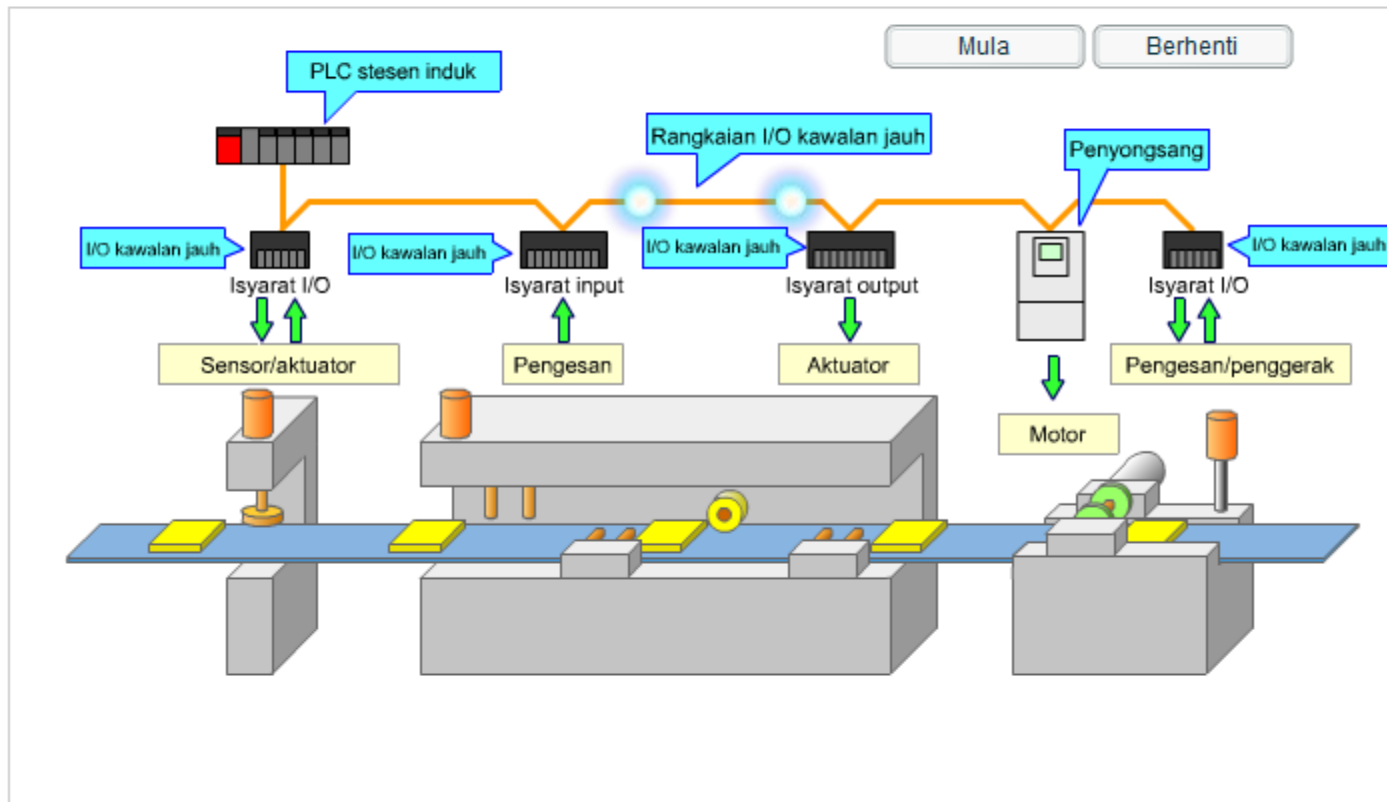 Mula
Berhenti
PLC stesen induk
Rangkaian I/O kawalan jauh
Penyongsang
I/O kawalan jauh
I/O kawalan jauh
I/O kawalan jauh
I/O kawalan jauh
Isyarat I/O
Isyarat input
Isyarat output
Isyarat I/O
Sensor/aktuator
Pengesan
Aktuator
Pengesan/penggerak
Motor